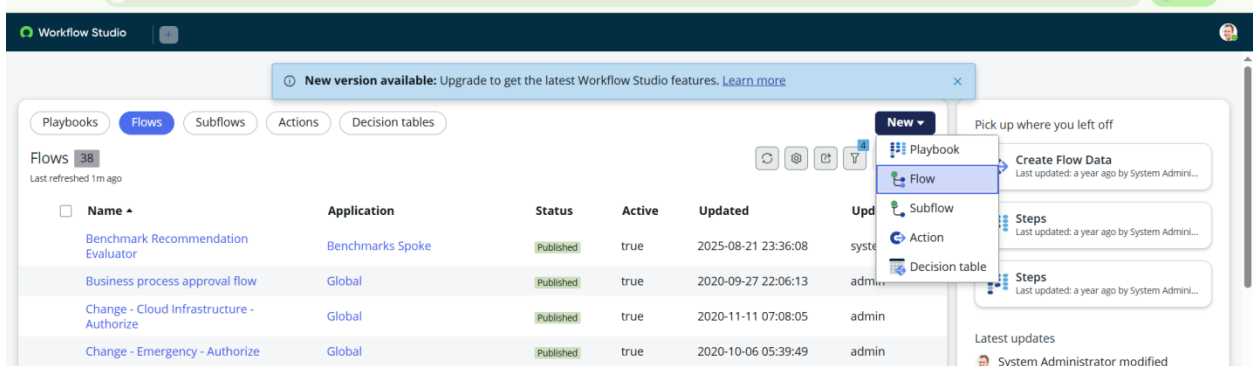 Workflow Studio
New version available: Upgrade to get the latest Workflow Studio features. Learn more
Playbooks Flows Subflows Actions Decision tables
New
Playbook
Flow
Subflow
Action
Decision table
Flows 38
Last refreshed 1m ago
4
Name Application Status Active Updated Upd
Benchmark Recommendation
Evaluator
Benchmarks Spoke Published true 2025-08-21 23:36:08 syste
Business process approval flow Global Published true 2020-09-27 22:06:13 admin
Change - Cloud Infrastructure -
Authorize
Global Published true 2020-11-11 07:08:05 admin
Change - Emergency - Authorize Global Published true 2020-10-06 05:39:49 admin
Pick up where you left off
Create Flow Data
Last updated: a year ago by System Admini...
Steps
Last updated: a year ago by System Admini...
Steps
Last updated: a year ago by System Admini...
Latest updates
System Administrator modified